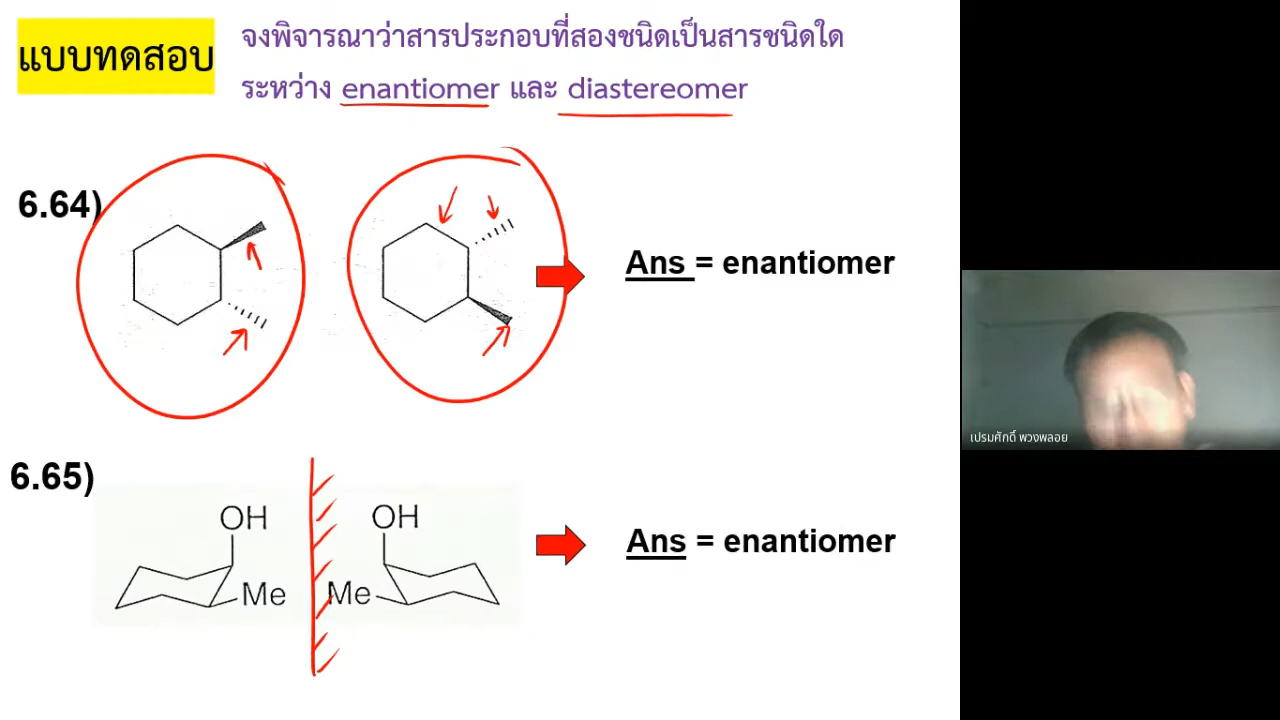 แบบทดสอบ
จงพิจารณาว่าสารประกอบที่สองชนิดเป็นสารชนิดใด
ระหว่าง enantiomer และ diastereomer
6.64)
Ans = enantiomer
6.65)
OH
OH
Me
Me
Ans = enantiomer
เปรมศักดิ์ พวงพลอย